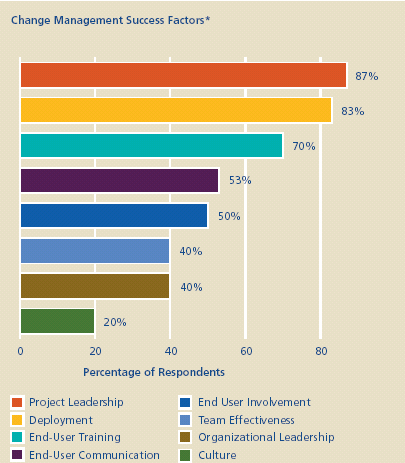 Change Management Success Factors*
87%
83%
70%
53%
50%
40%
40%
20%
0 20 40 60 80
Percentage of Respondents
Project Leadership
Deployment
End-User Training
End-User Communication
End User Involvement
Team Effectiveness
Organizational Leadership
Culture